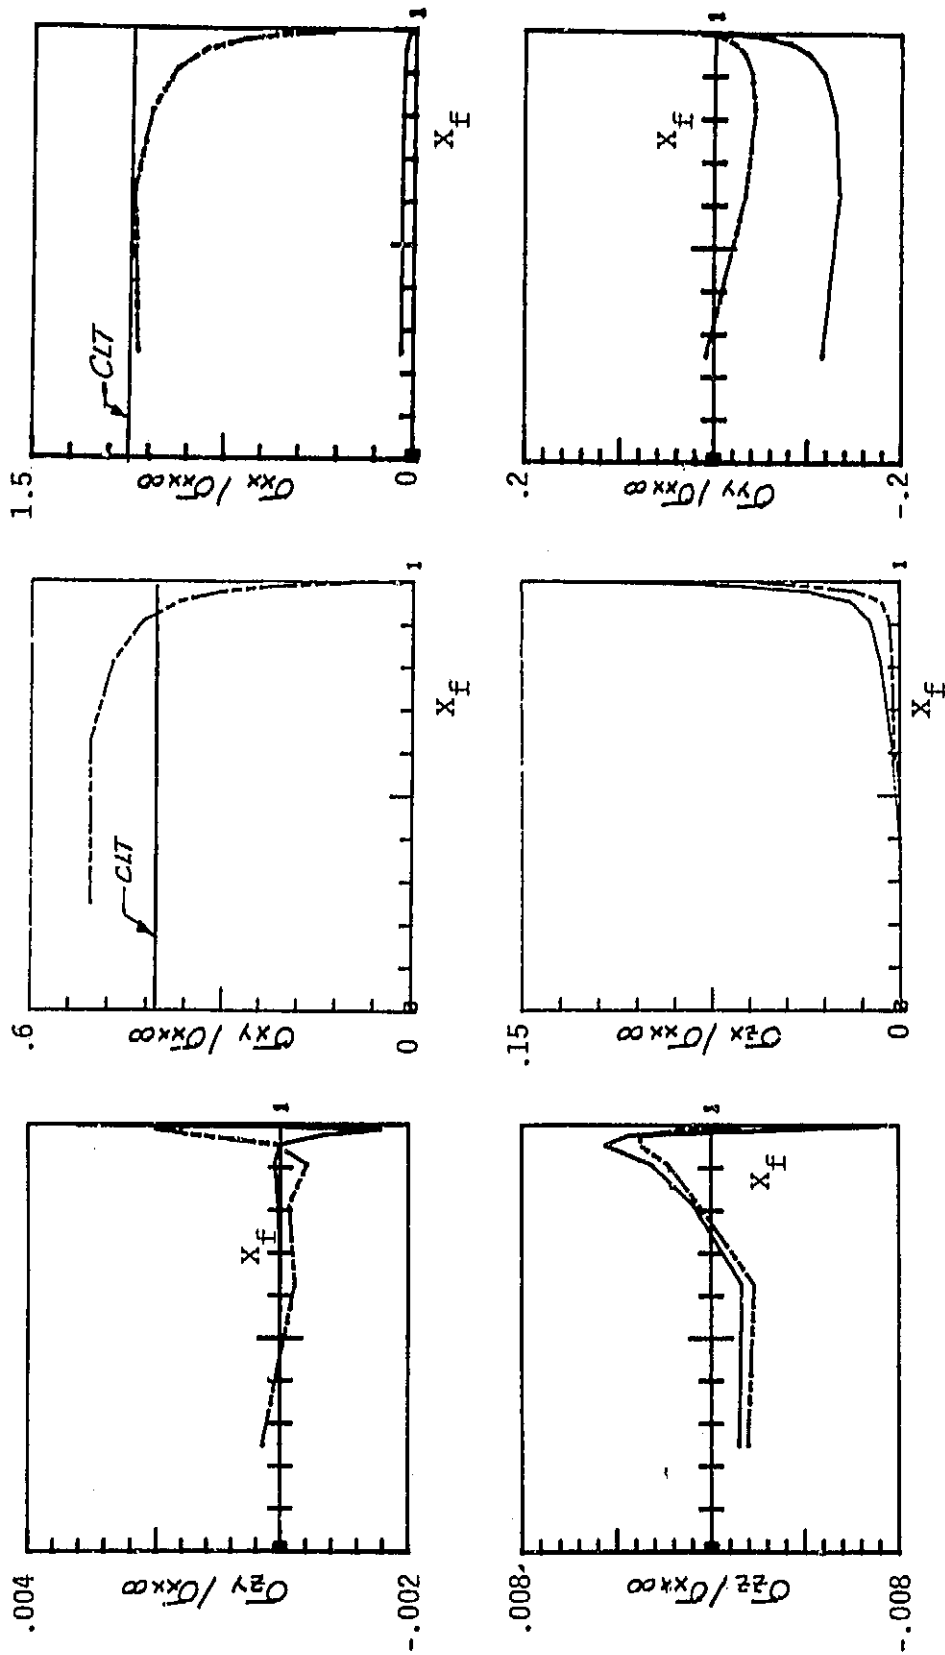 1.5
CLT
σxx / σxx∞
0
1
Xf
.2
σyy / σxx∞
-.2
1
Xf
.6
CLT
σxy / σxx∞
0
1
Xf
.15
σzx / σxx∞
0
1
Xf
.004
σzy / σxx∞
-.002
1
Xf
.008
σzz / σxx∞
-.008
1
Xf